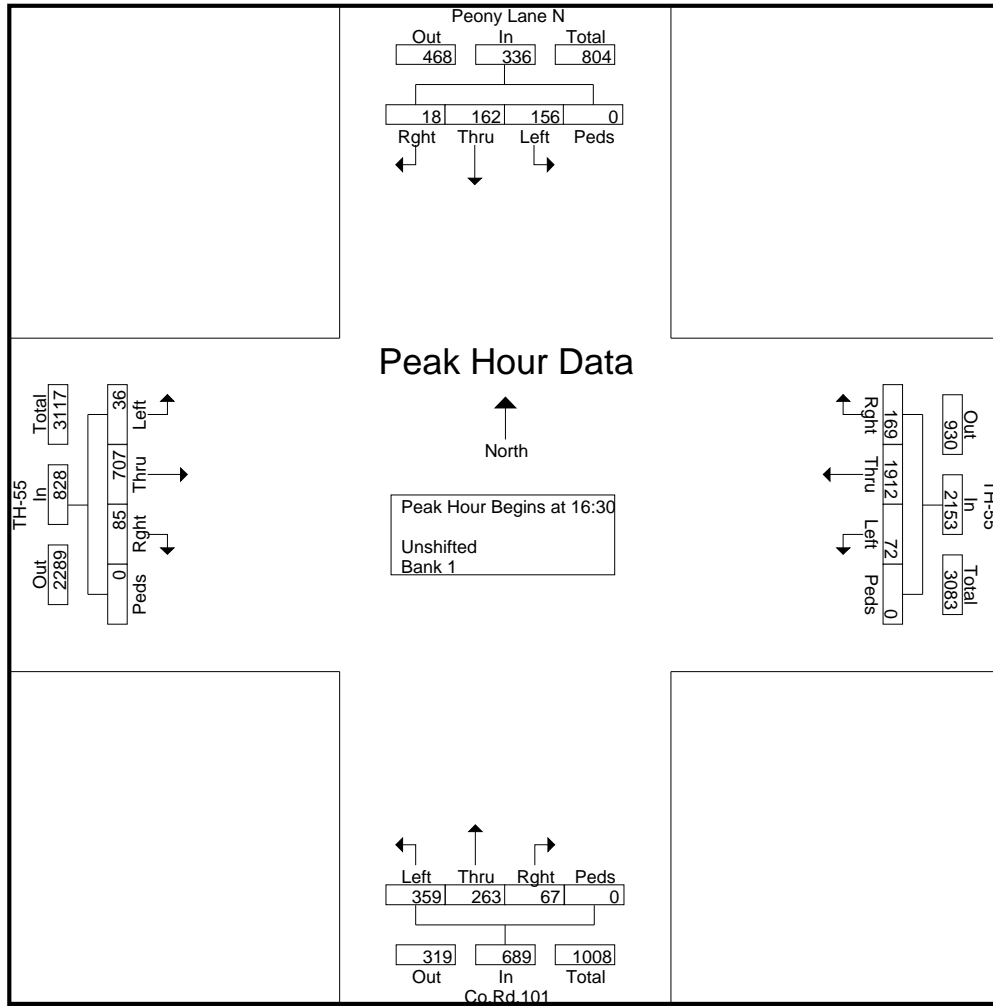 Peony Lane N
Out In Total
468 336 804
18 162 156 0
Rght Thru Left Peds
Peak Hour Data
North
Peak Hour Begins at 16:30
Unshifted
Bank 1
TH-55
Total In Out
3117 828 2289
36 707 85 0
Left Thru Rght Peds
TH-55
Out In Total
930 2153 3083
169 1912 72 0
Rght Thru Left Peds
Left Thru Rght Peds
359 263 67 0
319 689 1008
Out In Total
Co.Rd.101